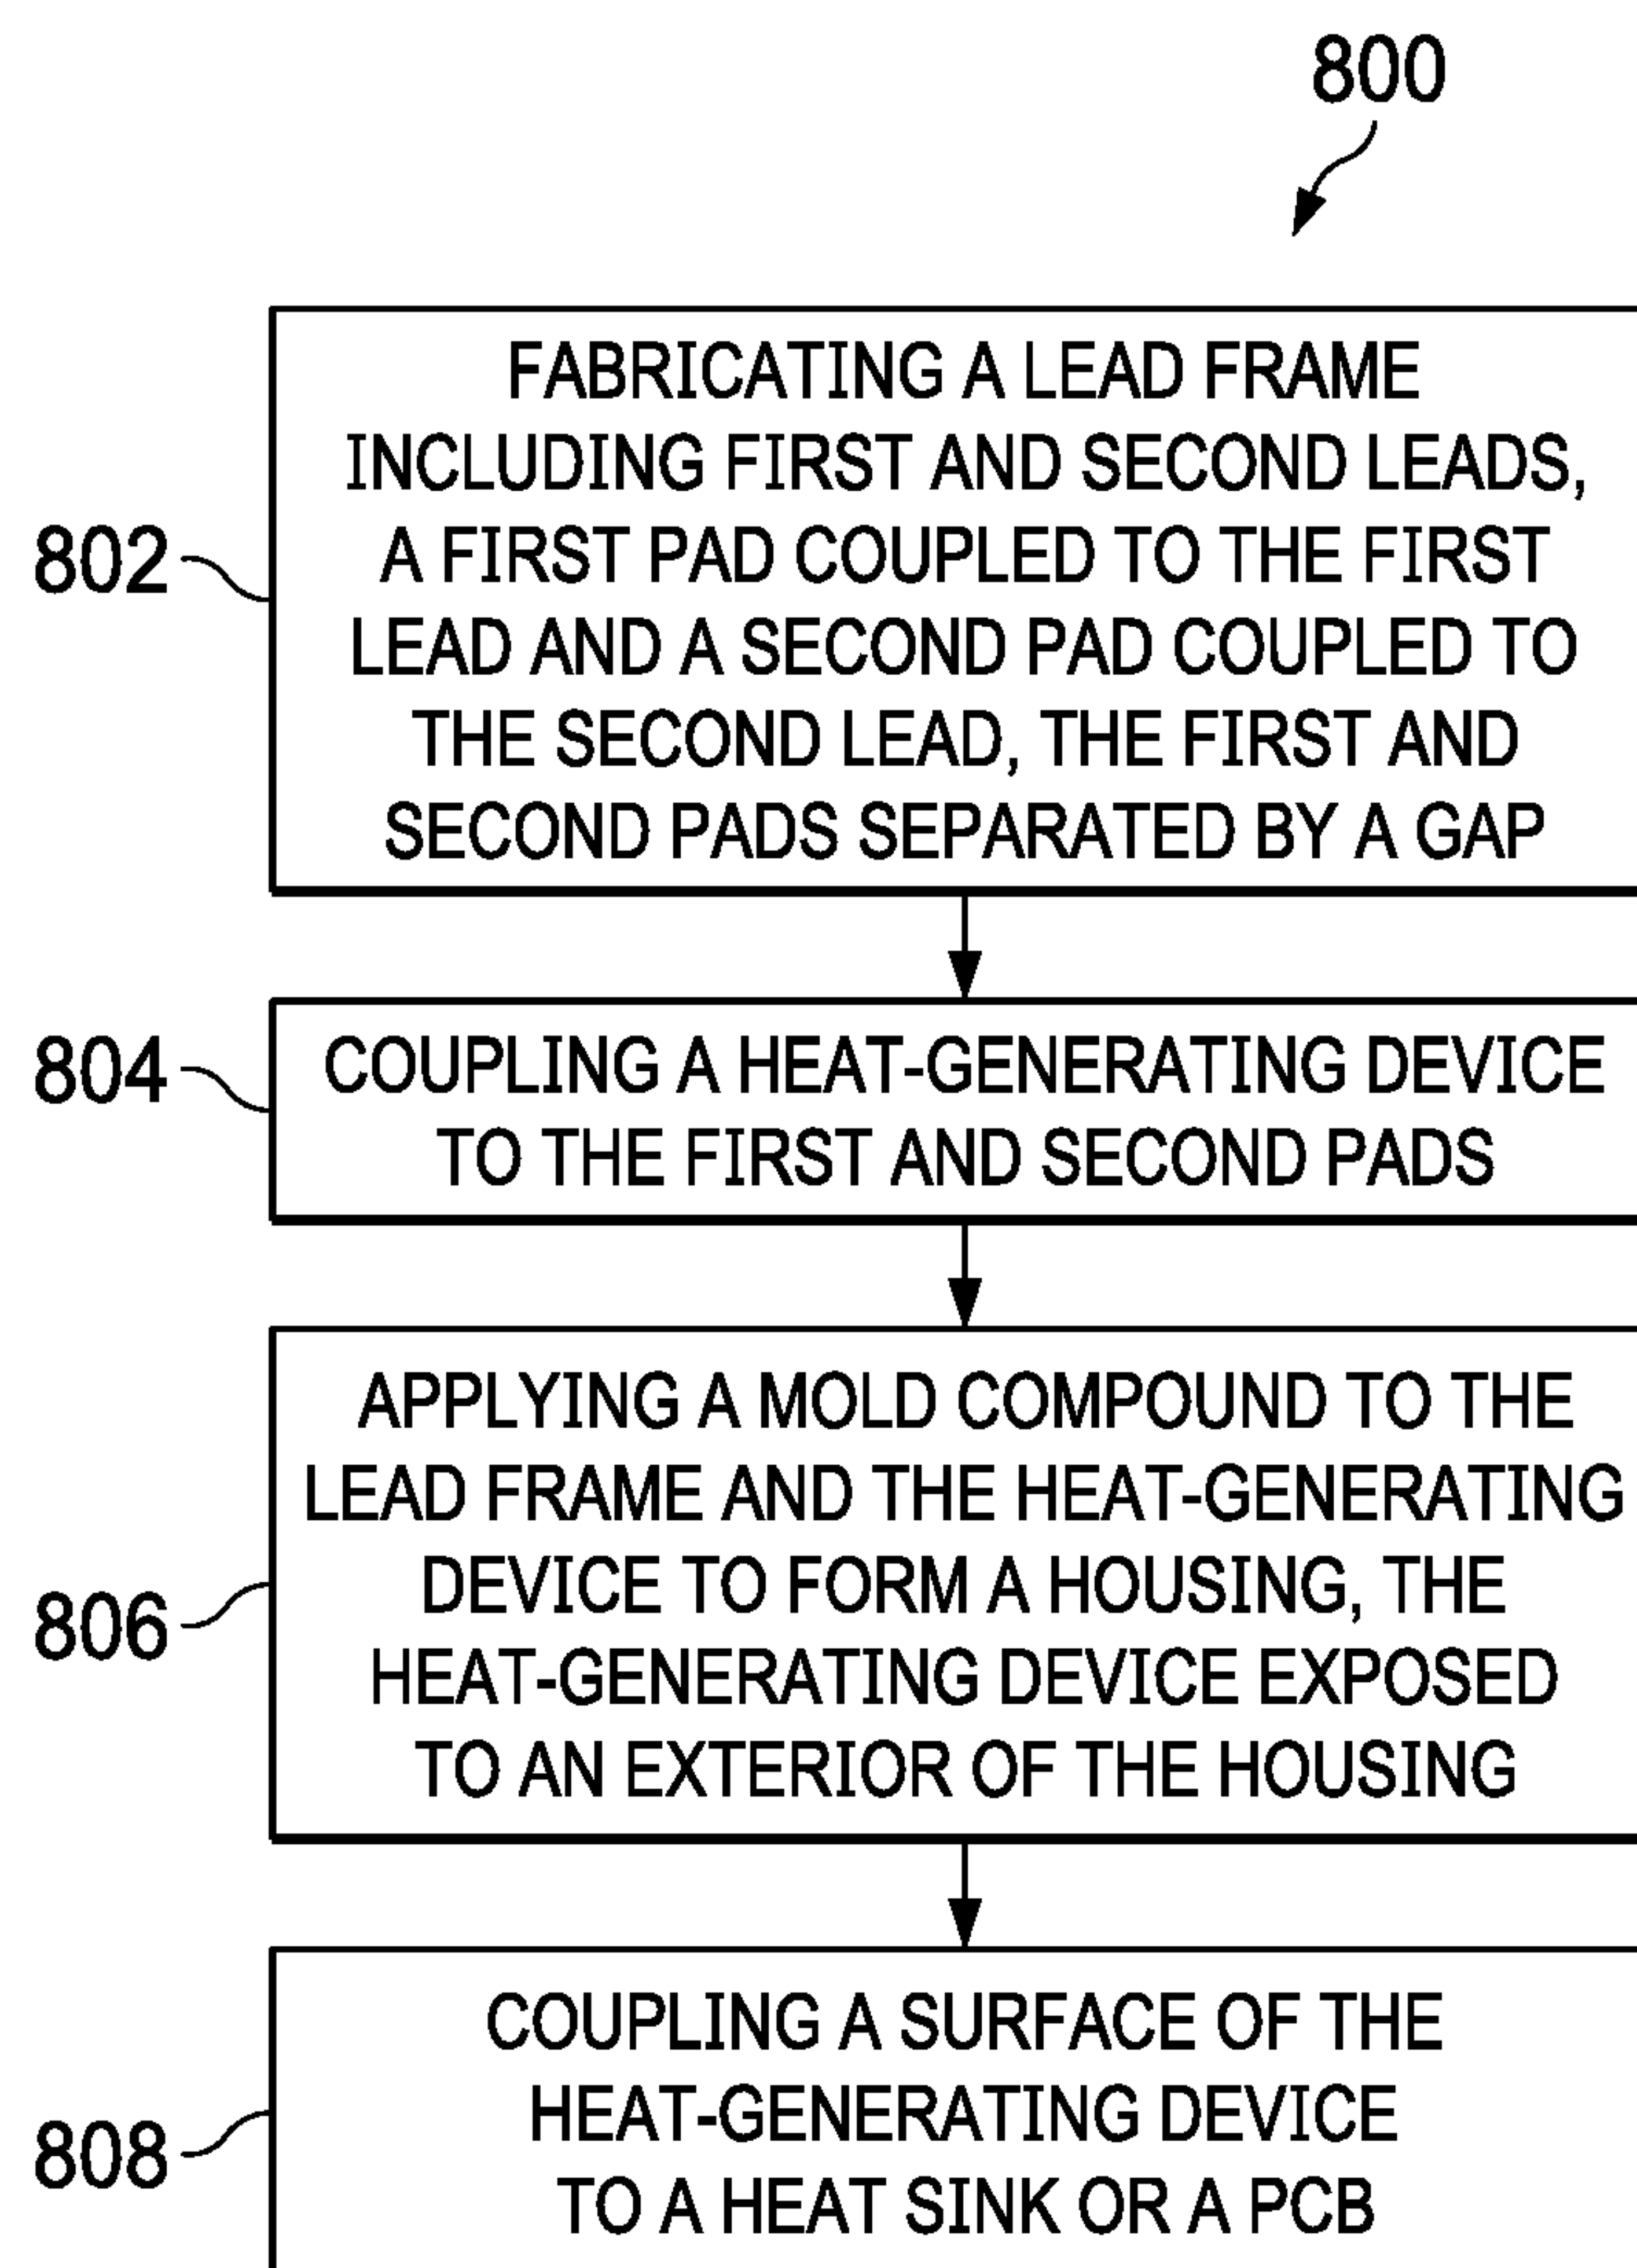 800
FABRICATING A LEAD FRAME
INCLUDING FIRST AND SECOND LEADS,
A FIRST PAD COUPLED TO THE FIRST
802
LEAD AND A SECOND PAD COUPLED TO
THE SECOND LEAD, THE FIRST AND
SECOND PADS SEPARATED BY A GAP
804
COUPLING A HEAT-GENERATING DEVICE
TO THE FIRST AND SECOND PADS
APPLYING A MOLD COMPOUND TO THE
LEAD FRAME AND THE HEAT-GENERATING
DEVICE TO FORM A HOUSING, THE
806
HEAT-GENERATING DEVICE EXPOSED
TO AN EXTERIOR OF THE HOUSING
COUPLING A SURFACE OF THE
HEAT-GENERATING DEVICE
808
TO A HEAT SINK OR A PCB